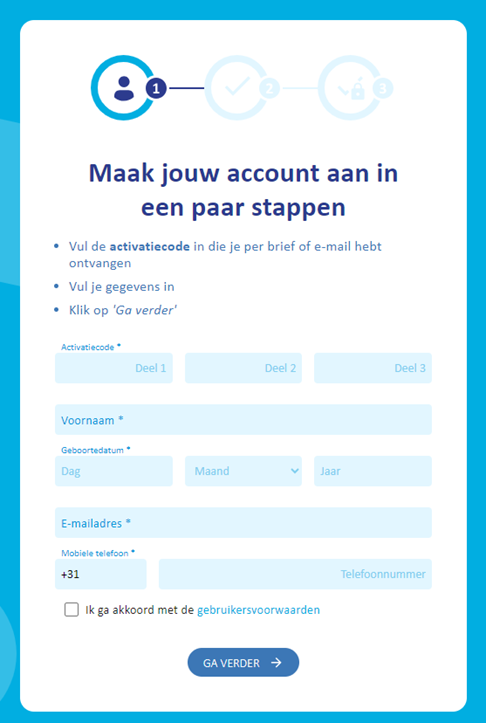 1
2
3
Maak jouw account aan in
een paar stappen
• Vul de activatiecode in die je per brief of e-mail hebt
ontvangen
• Vul je gegevens in
• Klik op 'Ga verder'
Activatiecode *
Deel 1 Deel 2 Deel 3
Voornaam *
Geboortedatum *
Dag Maand Jaar
E-mailadres *
Mobiele telefoon *
+31 Telefoonnummer
Ik ga akkoord met de gebruikersvoorwaarden
GA VERDER →